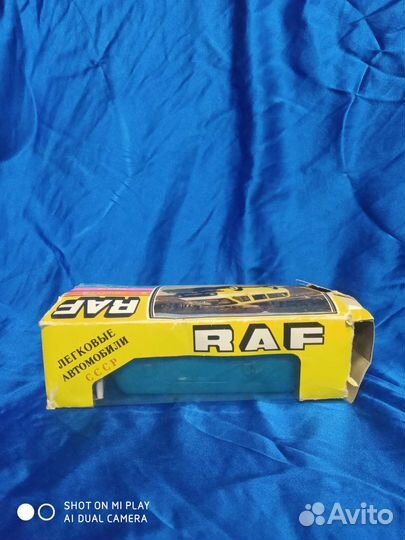 RAF
RAF
ЛЕГКОВЫЕ
АВТОМОБИЛИ
СССР
SHOT ON MI PLAY
AI DUAL CAMERA
Avito